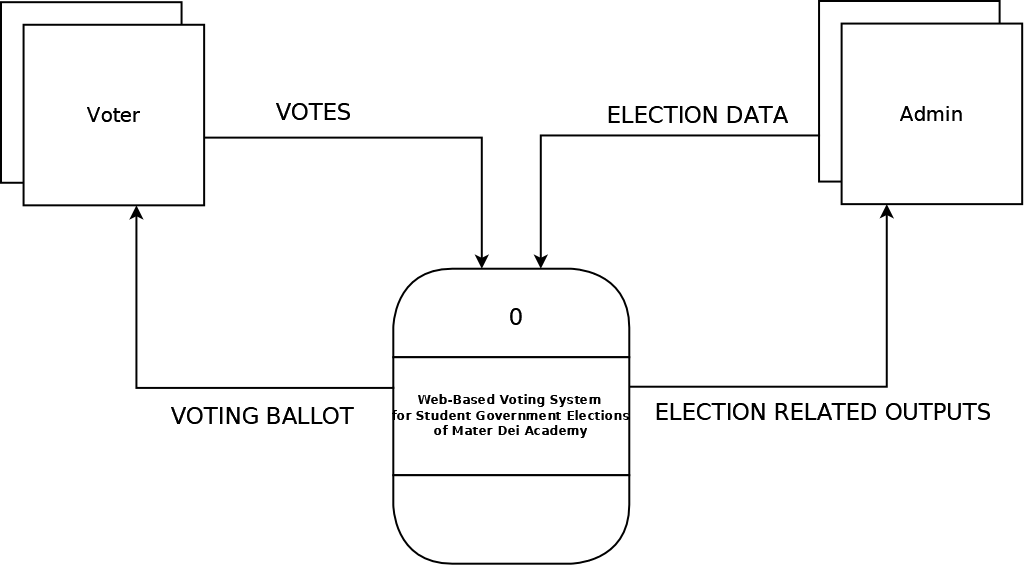 Voter
VOTES
ELECTION DATA
Admin
0
Web-Based Voting System
for Student Government Elections
of Mater Dei Academy
VOTING BALLOT
ELECTION RELATED OUTPUTS